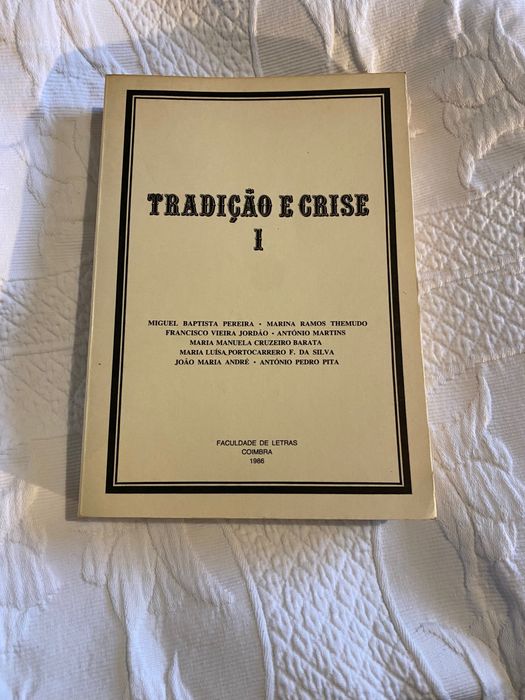 TRADIÇÃO E CRISE
1
MIGUEL BAPTISTA PEREIRA • MARINA RAMOS THEMUDO
FRANCISCO VIEIRA JORDÃO • ANTÓNIO MARTINS
MARIA MANUELA CRUZEIRO BARATA
MARIA LUÍSA PORTOCARRERO F. DA SILVA
JOÃO MARIA ANDRÉ • ANTÓNIO PEDRO PITA
FACULDADE DE LETRAS
COIMBRA
1986